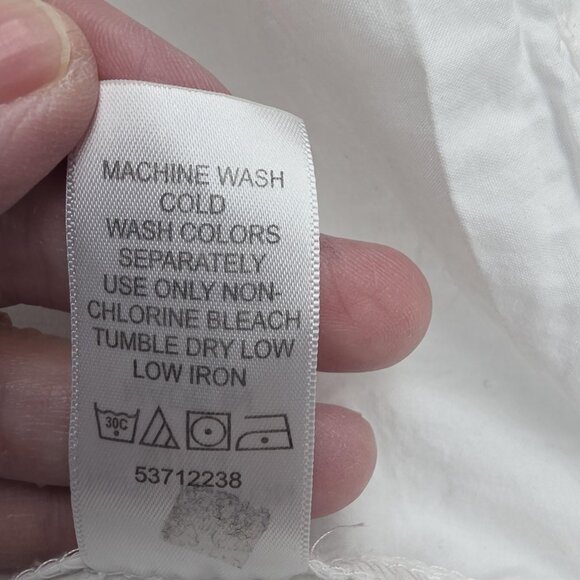 MACHINE WASH
COLD
WASH COLORS
SEPARATELY
USE ONLY NON-
CHLORINE BLEACH
TUMBLE DRY LOW
LOW IRON
30C
53712238